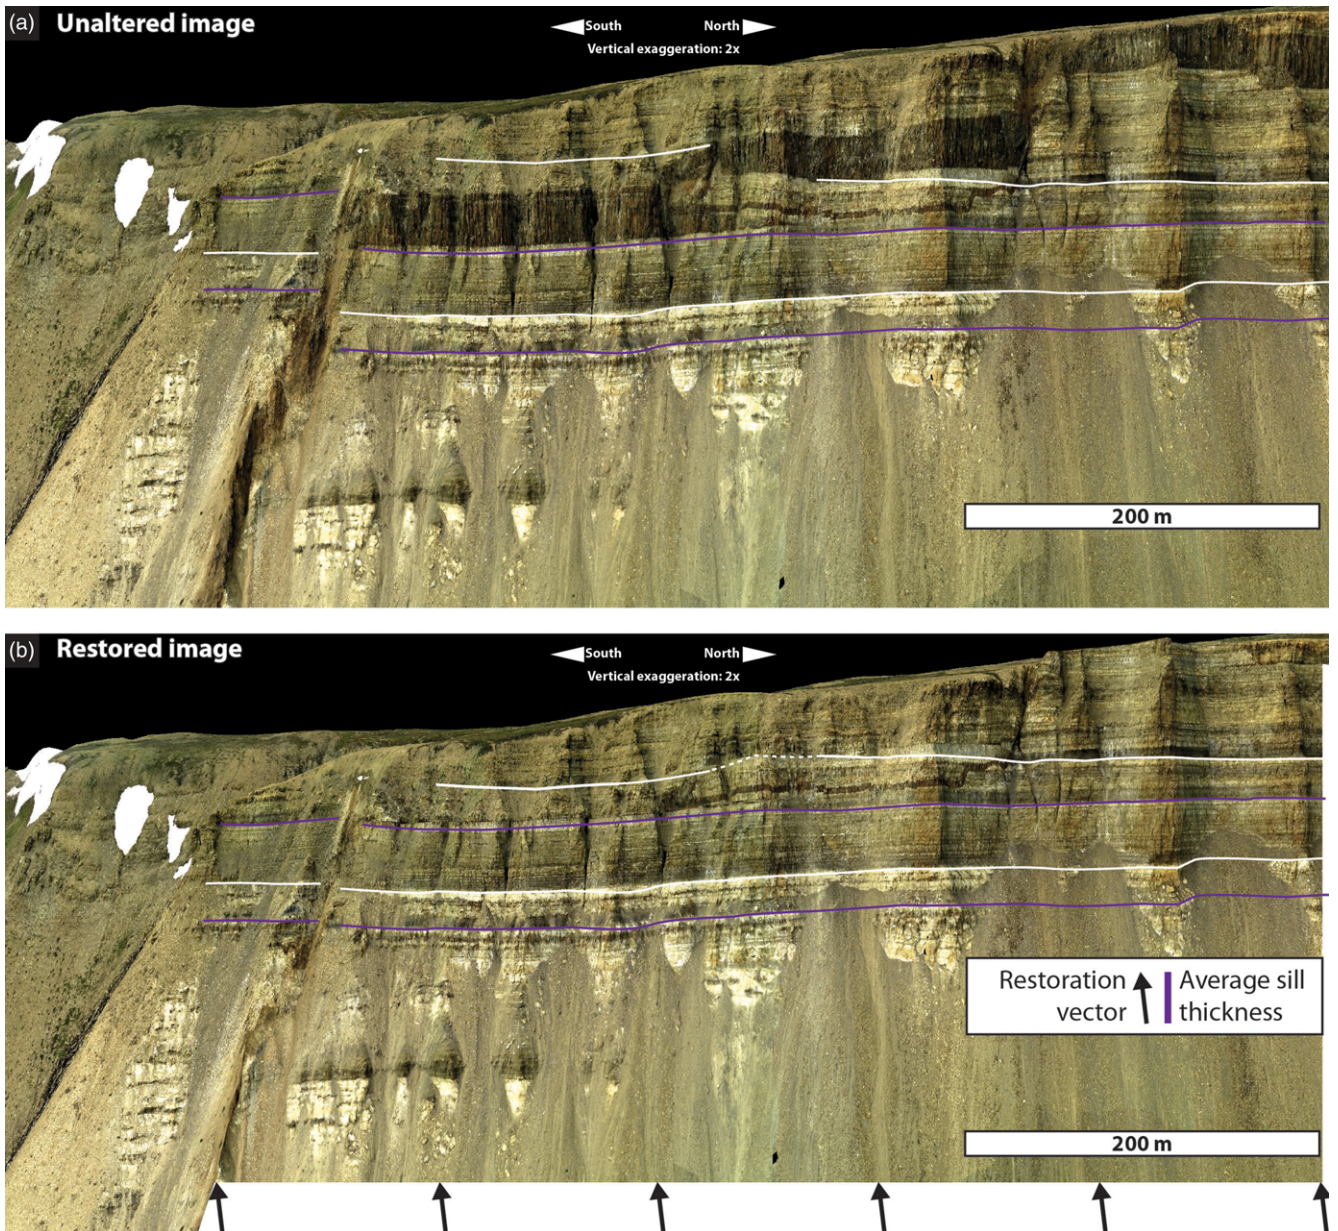 (a) Unaltered image
South North
Vertical exaggeration: 2x
200 m
(b) Restored image
South North
Vertical exaggeration: 2x
Restoration
vector
Average sill
thickness
200 m